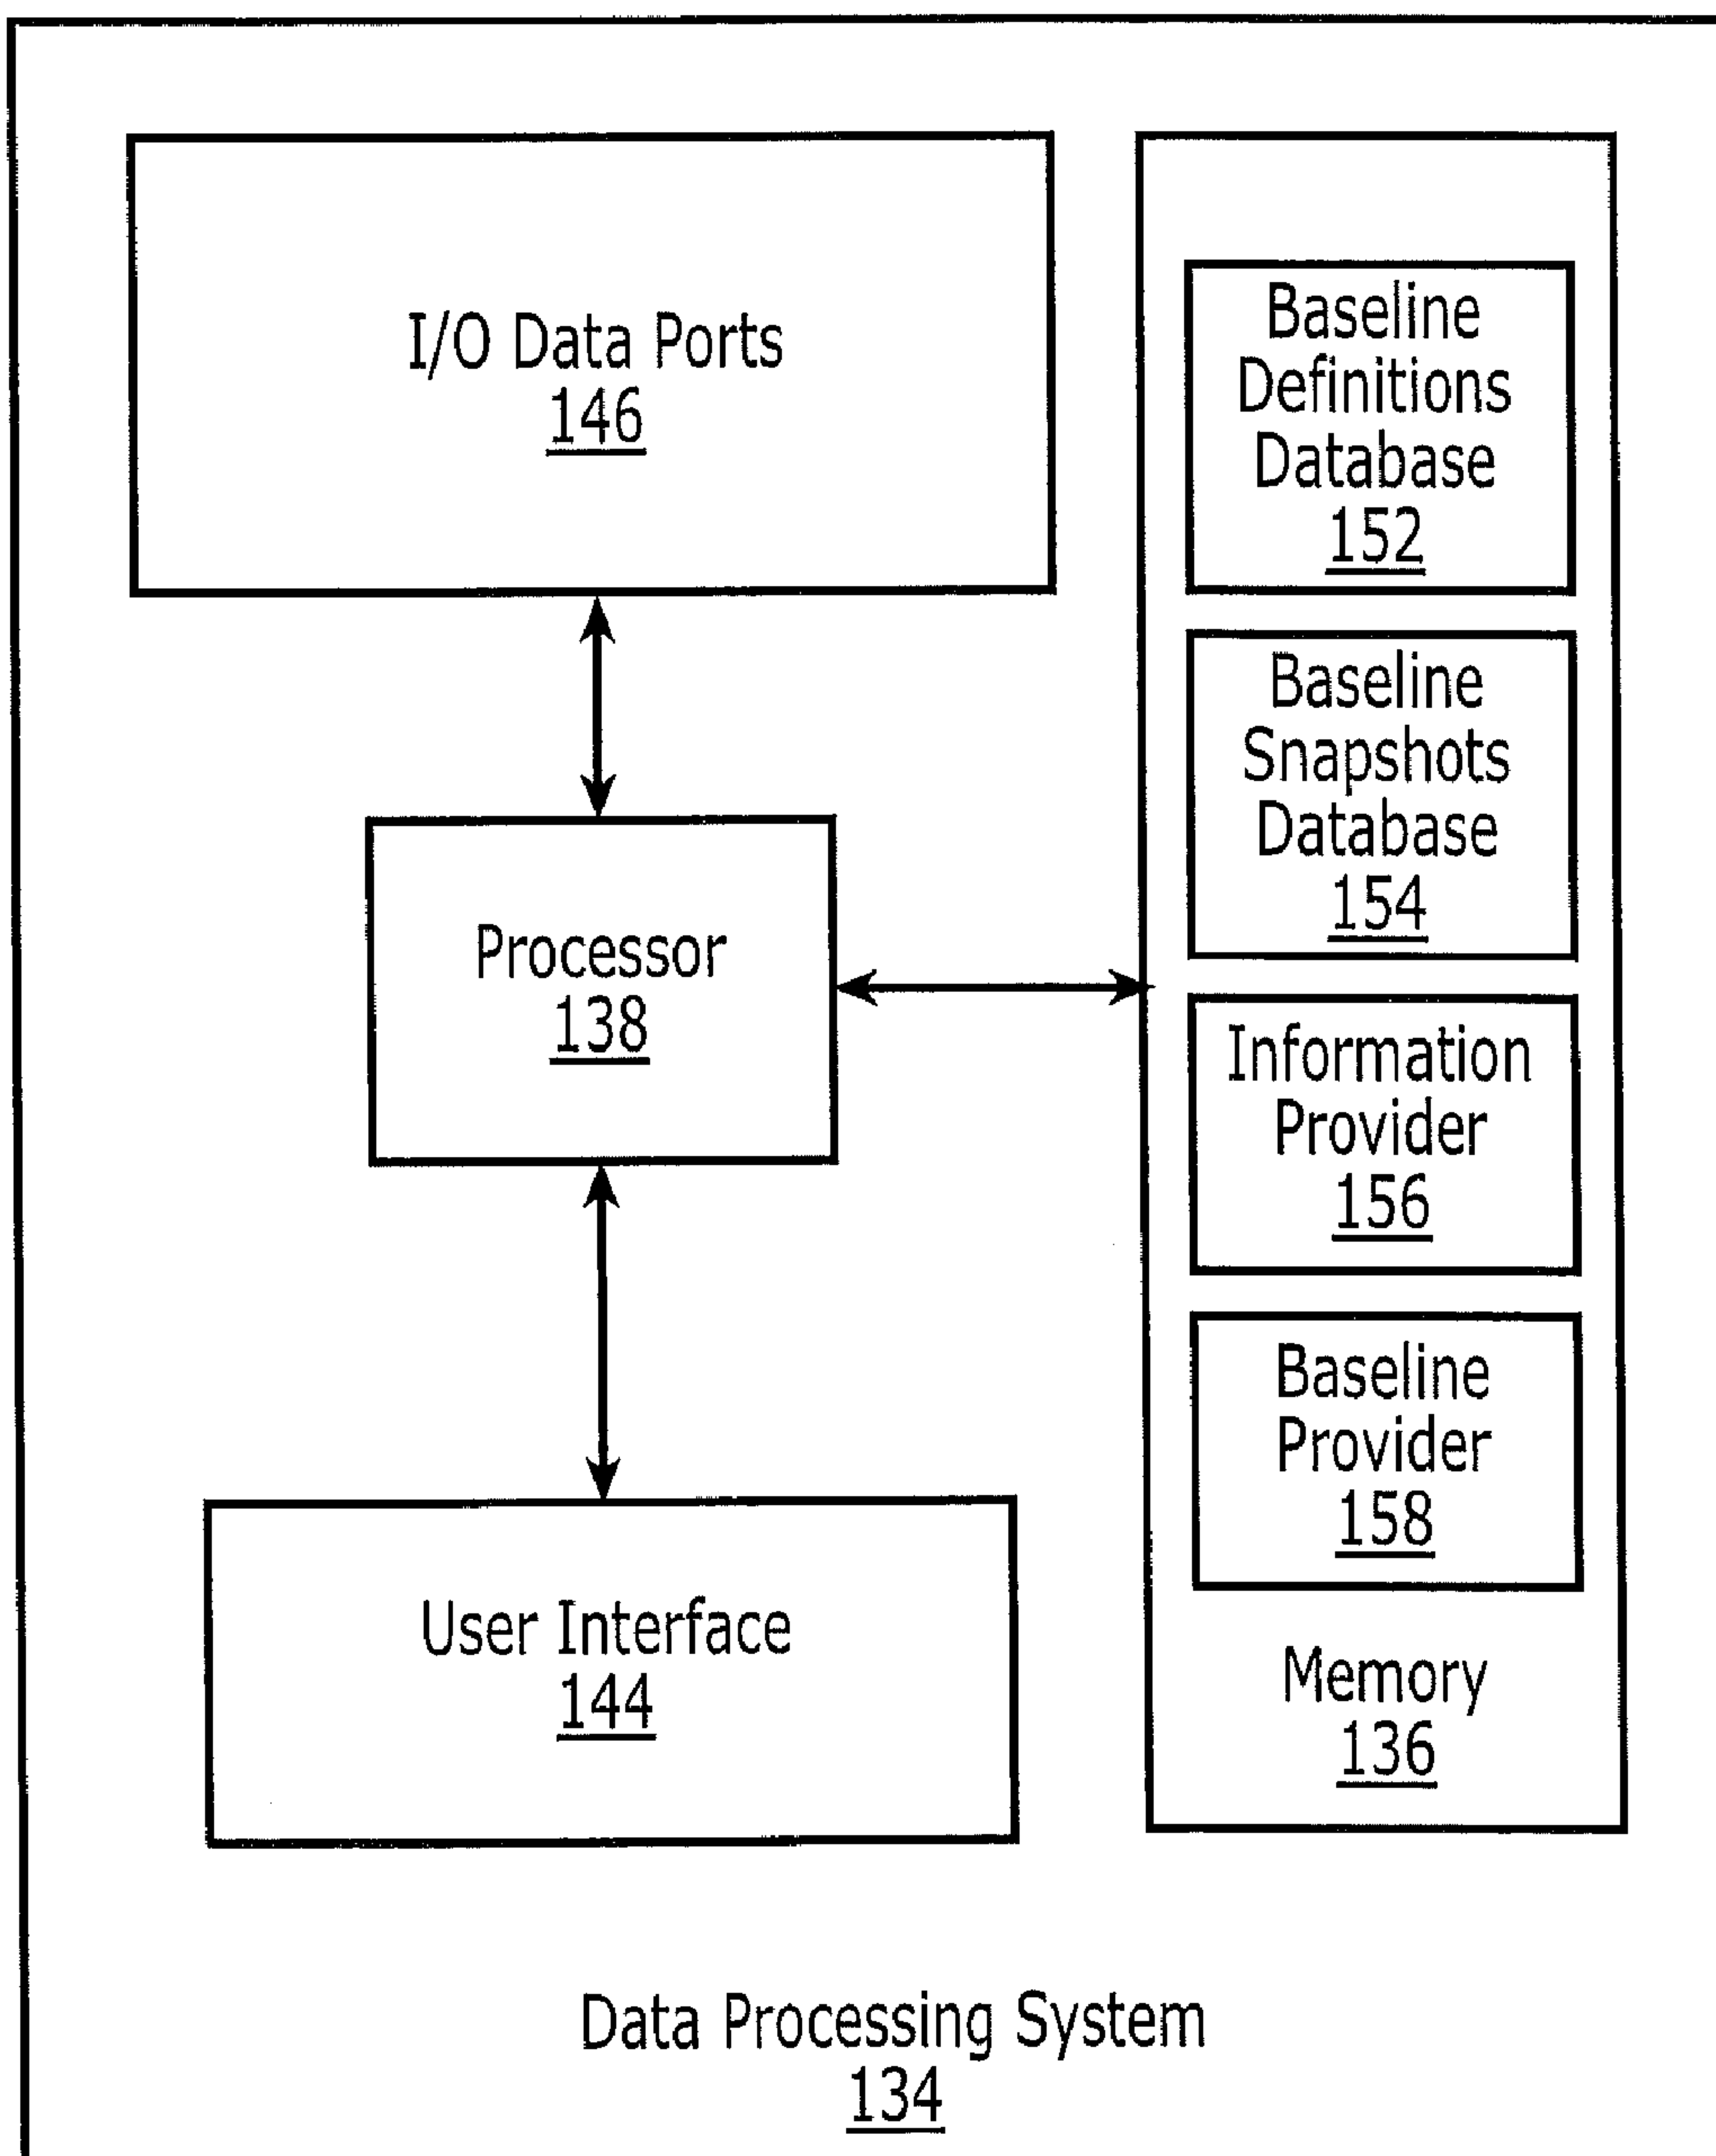 I/O Data Ports
146
Processor
138
User Interface
144
Baseline
Definitions
Database
152
Baseline
Snapshots
Database
154
Information
Provider
156
Baseline
Provider
158
Memory
136
Data Processing System
134